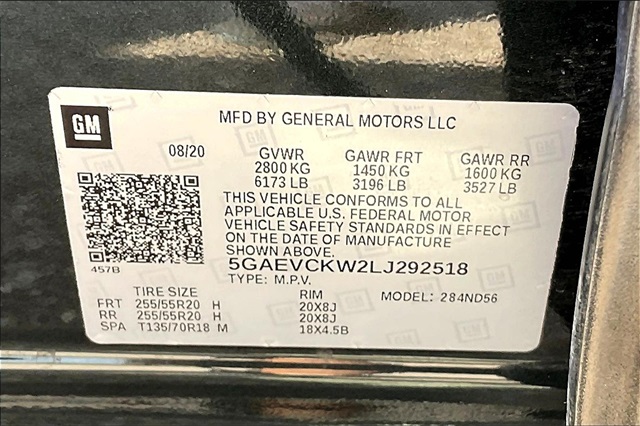 GM
MFD BY GENERAL MOTORS LLC
08/20 GVWR GAWR FRT GAWR RR
2800 KG 1450 KG 1600 KG
6173 LB 3196 LB 3527 LB
THIS VEHICLE CONFORMS TO ALL
APPLICABLE U.S. FEDERAL MOTOR
VEHICLE SAFETY STANDARDS IN EFFECT
ON THE DATE OF MANUFACTURE
SHOWN ABOVE.
457B 5GAEVCKW2LJ292518
TYPE: M.P.V.
TIRE SIZE RIM MODEL: 284ND56
FRT 255/55R20 H 20X8J
RR 255/55R20 H 20X8J
SPA T135/70R18 M 18X4.5B